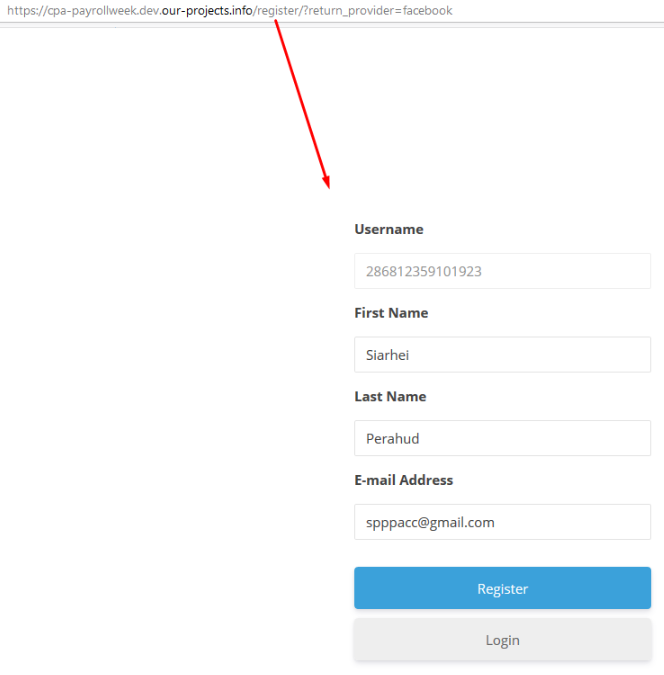 https://cpa-payrollweek.dev.our-projects.info/register/?return_provider=facebook
Username
286812359101923
First Name
Siarhei
Last Name
Perahud
E-mail Address
spppacc@gmail.com
Register
Login